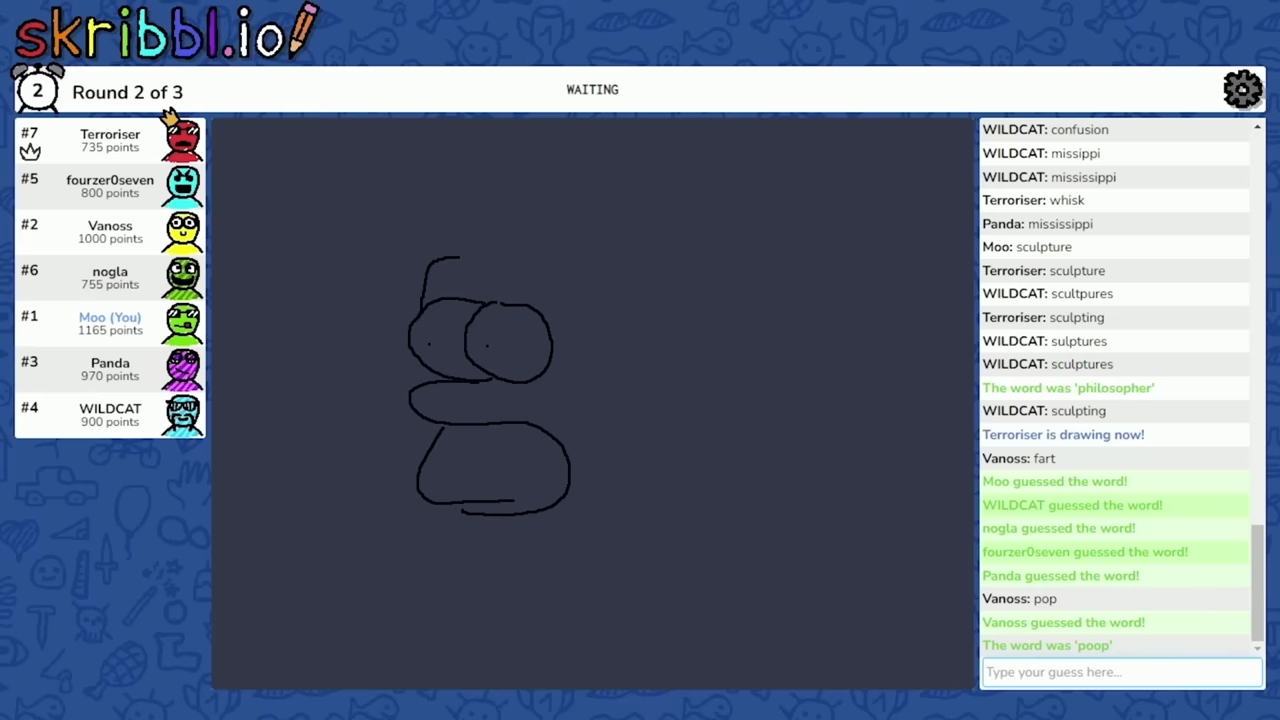 skribbl.io
2
Round 2 of 3
WAITING
#7 Terroriser
735 points
#5 fourzer0seven
800 points
#2 Vanoss
1000 points
#6 nogla
755 points
#1 Moo (You)
1165 points
#3 Panda
970 points
#4 WILDCAT
900 points
WILDCAT: confusion
WILDCAT: missippi
WILDCAT: mississippi
Terroriser: whisk
Panda: mississippi
Moo: sculpture
Terroriser: sculpture
WILDCAT: scultpures
Terroriser: sculpting
WILDCAT: sulptures
WILDCAT: sculptures
The word was 'philosopher'
WILDCAT: sculpting
Terroriser is drawing now!
Vanoss: fart
Moo guessed the word!
WILDCAT guessed the word!
nogla guessed the word!
fourzer0seven guessed the word!
Panda guessed the word!
Vanoss: pop
Vanoss guessed the word!
The word was 'poop'
Type your guess here...